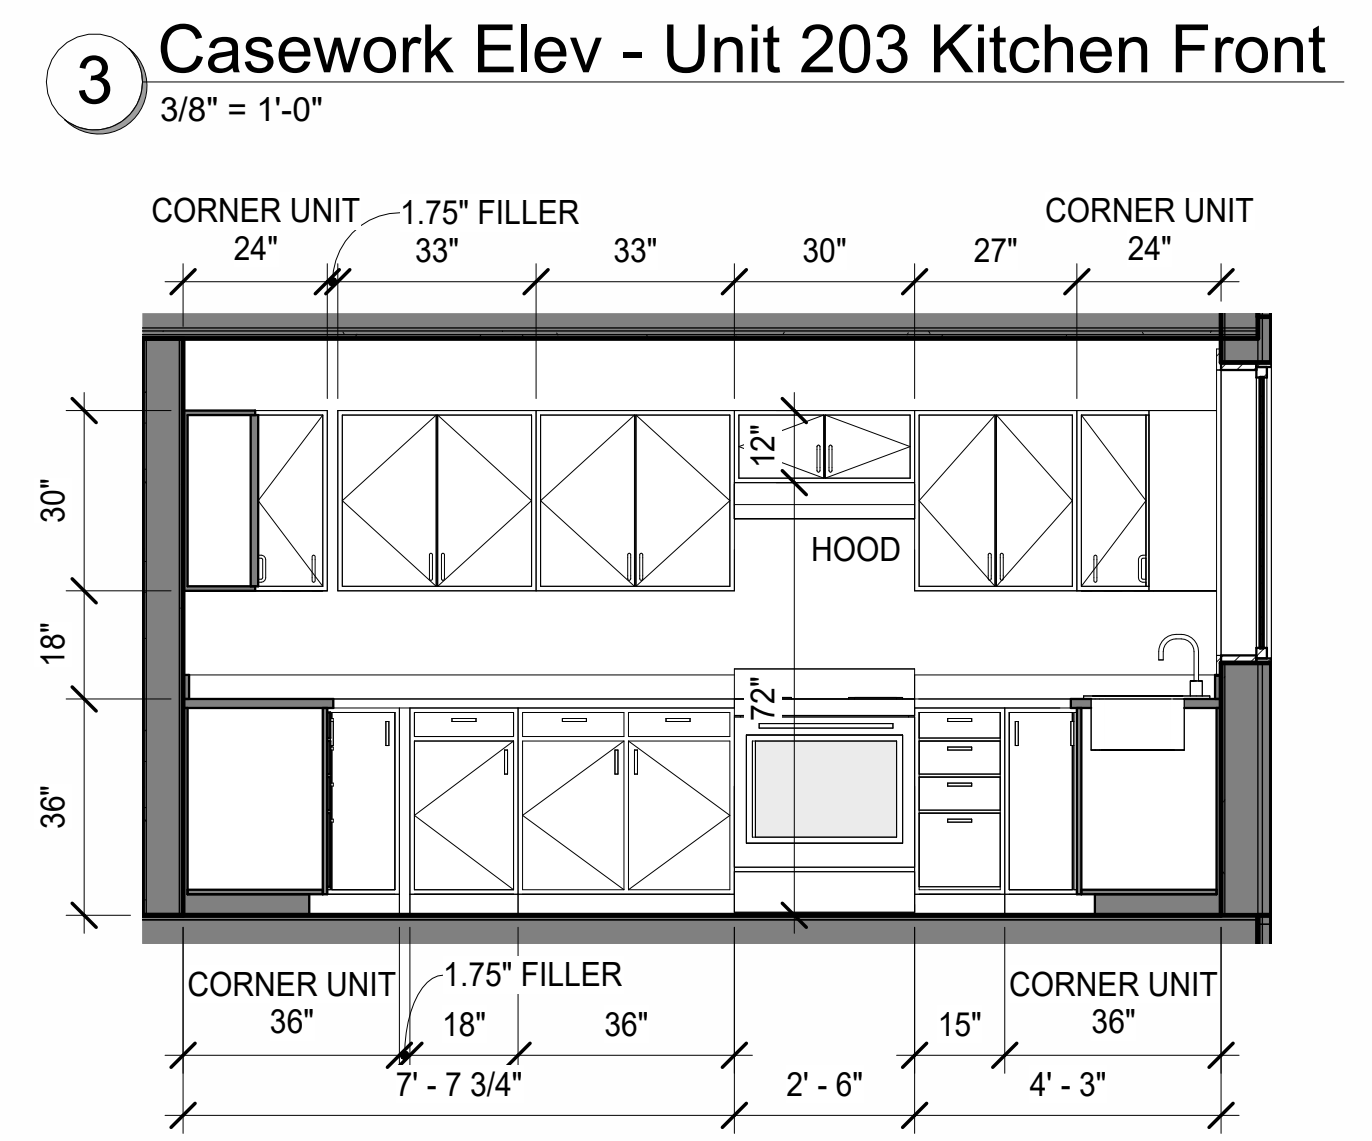 3
Casework Elev - Unit 203 Kitchen Front
3/8" = 1'-0"
CORNER UNIT
24"
1.75" FILLER
33"
33"
30"
27"
CORNER UNIT
24"
30"
18"
36"
12"
HOOD
72"
CORNER UNIT
36"
1.75" FILLER
18"
36"
15"
CORNER UNIT
36"
7' - 7 3/4"
2' - 6"
4' - 3"